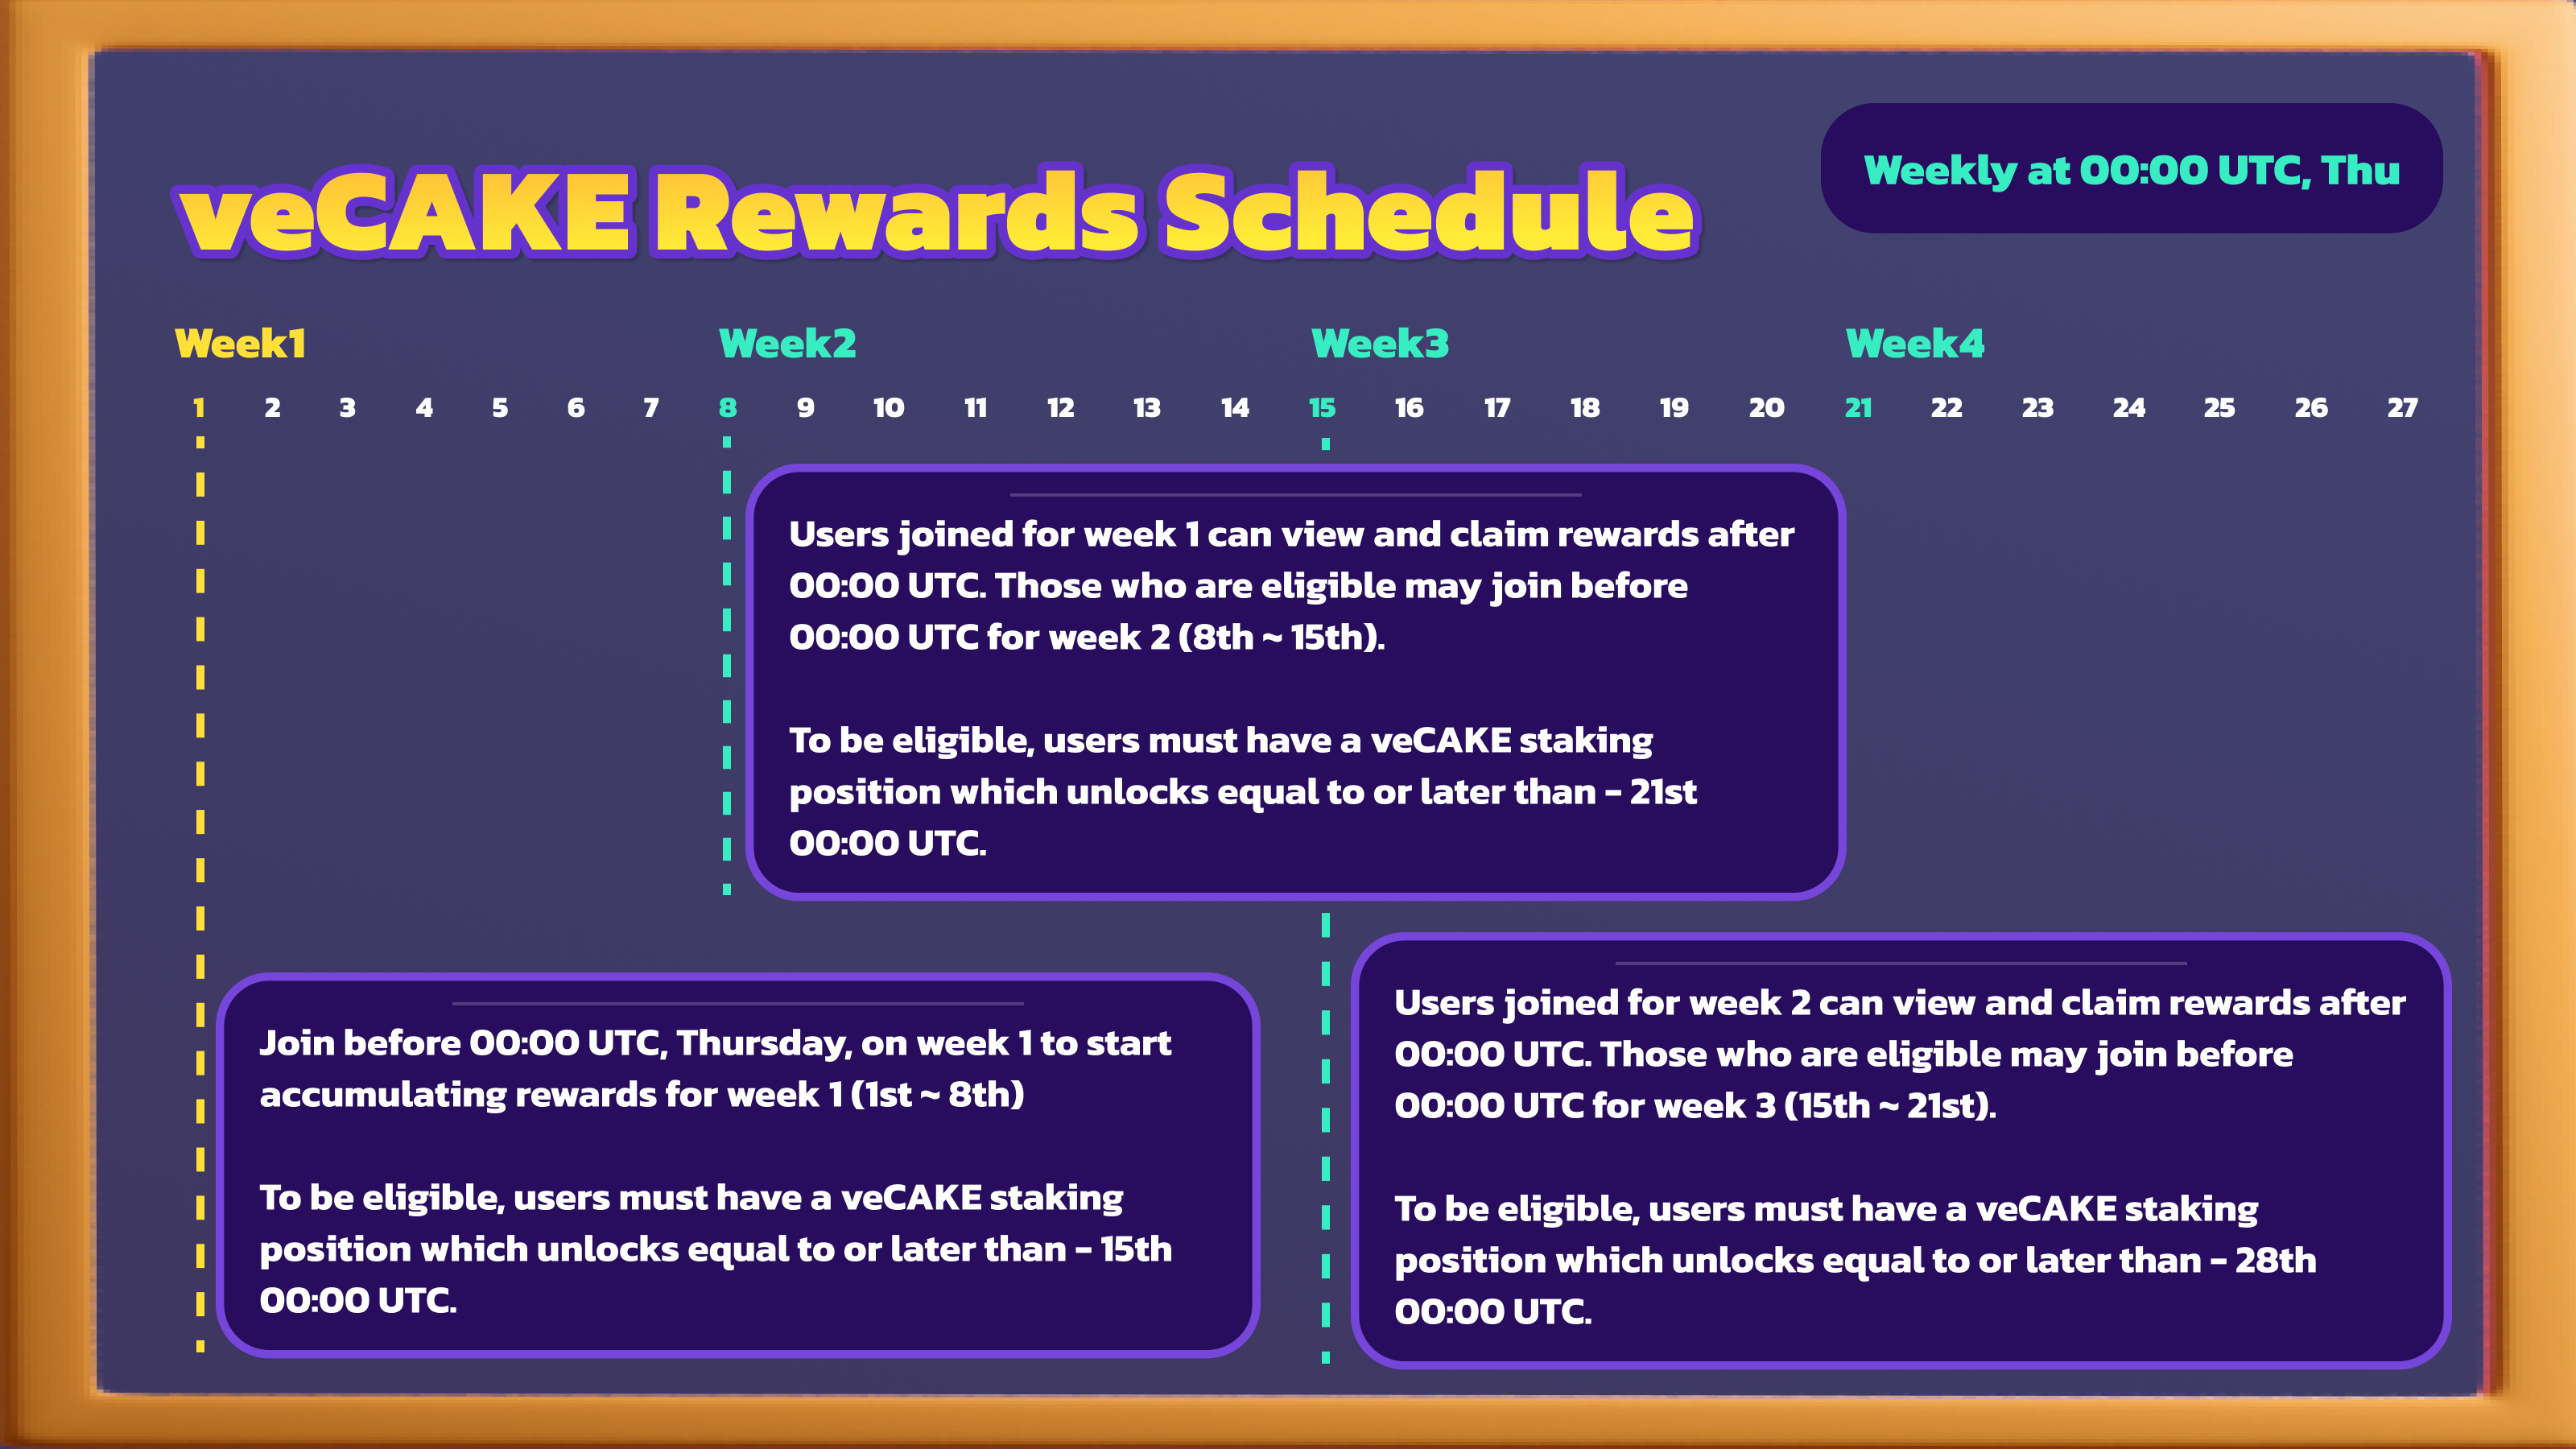 veCAKE Rewards Schedule
Weekly at 00:00 UTC, Thu
Week1 Week2 Week3 Week4
1 2 3 4 5 6 7 8 9 10 11 12 13 14 15 16 17 18 19 20 21 22 23 24 25 26 27
Users joined for week 1 can view and claim rewards after
00:00 UTC. Those who are eligible may join before
00:00 UTC for week 2 (8th ~ 15th).
To be eligible, users must have a veCAKE staking
position which unlocks equal to or later than - 21st
00:00 UTC.
Join before 00:00 UTC, Thursday, on week 1 to start
accumulating rewards for week 1 (1st ~ 8th)
To be eligible, users must have a veCAKE staking
position which unlocks equal to or later than - 15th
00:00 UTC.
Users joined for week 2 can view and claim rewards after
00:00 UTC. Those who are eligible may join before
00:00 UTC for week 3 (15th ~ 21st).
To be eligible, users must have a veCAKE staking
position which unlocks equal to or later than - 28th
00:00 UTC.